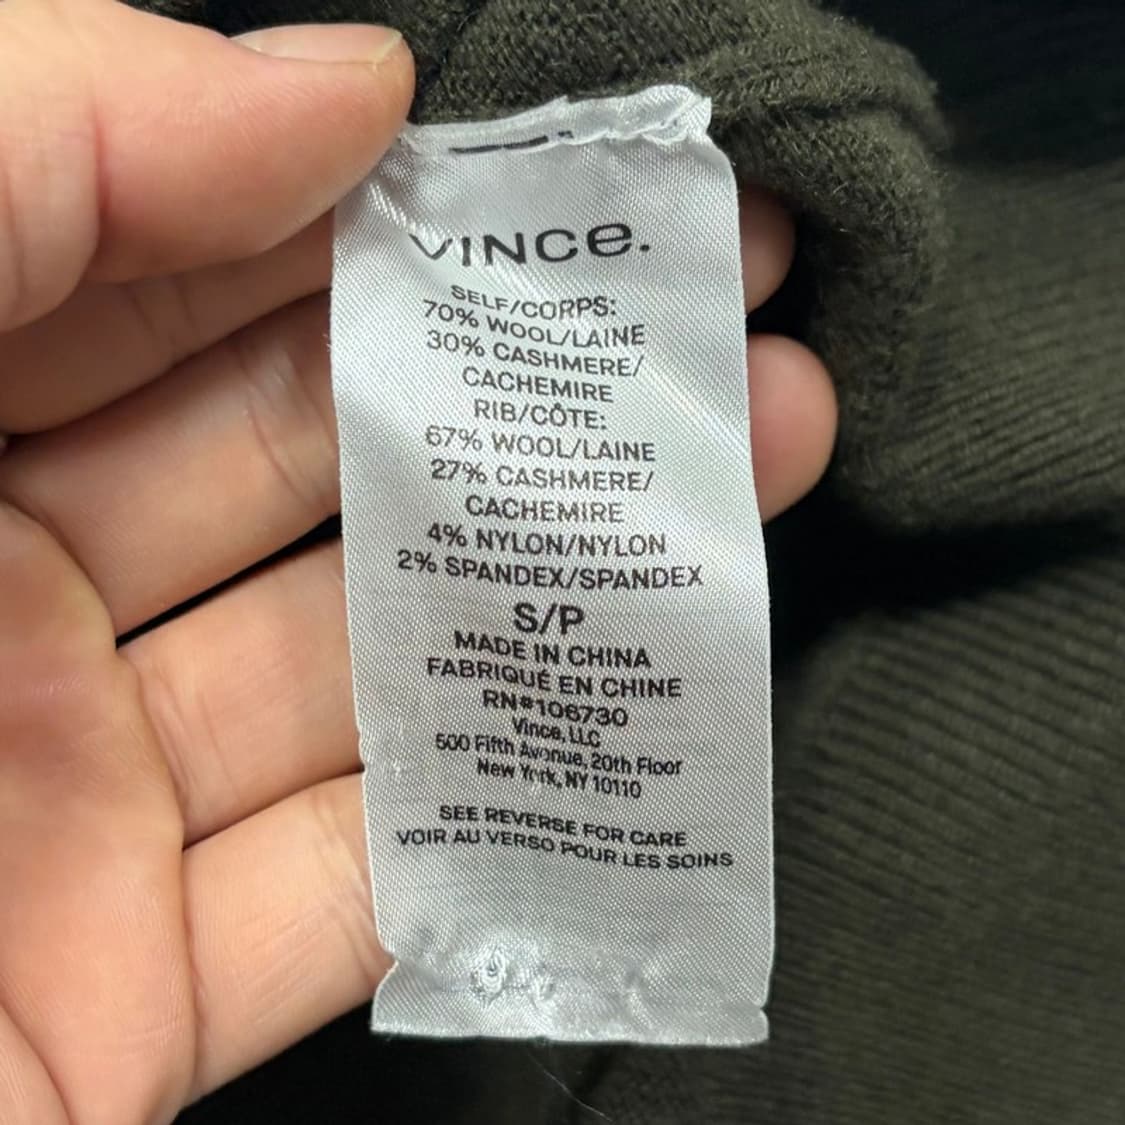 VINCE.
SELF/CORPS:
70% WOOL/LAINE
30% CASHMERE/
CACHEMIRE
RIB/CÔTE:
67% WOOL/LAINE
27% CASHMERE/
CACHEMIRE
4% NYLON/NYLON
2% SPANDEX/SPANDEX
S/P
MADE IN CHINA
FABRIQUÉ EN CHINE
RN#106730
Vince, LLC
500 Fifth Avenue, 20th Floor
New York, NY 10110
SEE REVERSE FOR CARE
VOIR AU VERSO POUR LES SOINS